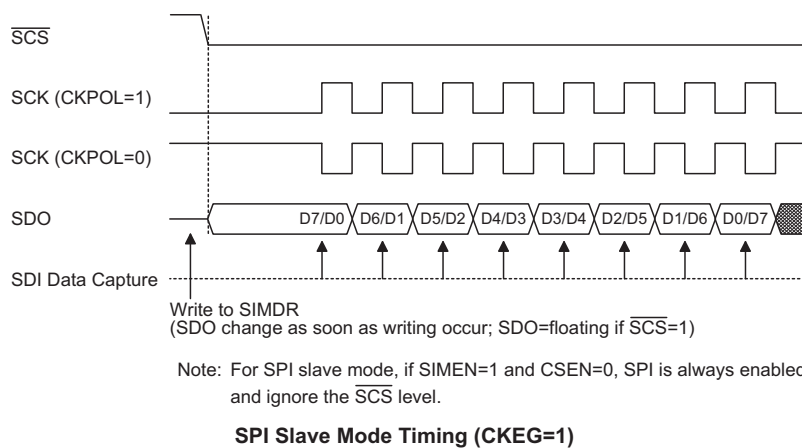 SCS
SCK (CKPOL=1)
SCK (CKPOL=0)
SDO D7/D0 D6/D1 D5/D2 D4/D3 D3/D4 D2/D5 D1/D6 D0/D7
SDI Data Capture
Write to SIMDR
(SDO change as soon as writing occur; SDO=floating if SCS=1)
Note: For SPI slave mode, if SIMEN=1 and CSEN=0, SPI is always enabled
and ignore the SCS level.
SPI Slave Mode Timing (CKEG=1)